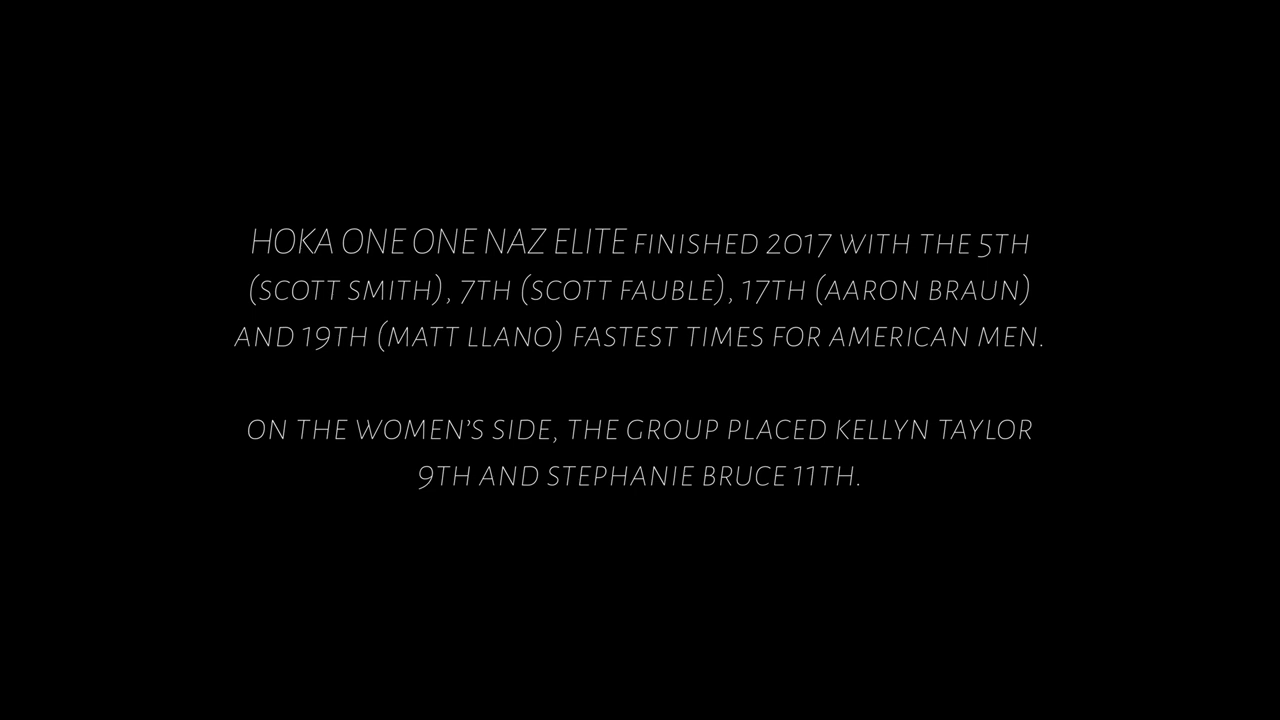 HOKA ONE ONE NAZ ELITE FINISHED 2017 WITH THE 5TH
(SCOTT SMITH), 7TH (SCOTT FAUBLE), 17TH (AARON BRAUN)
AND 19TH (MATT LLANO) FASTEST TIMES FOR AMERICAN MEN.
ON THE WOMEN'S SIDE, THE GROUP PLACED KELLYN TAYLOR
9TH AND STEPHANIE BRUCE 11TH.